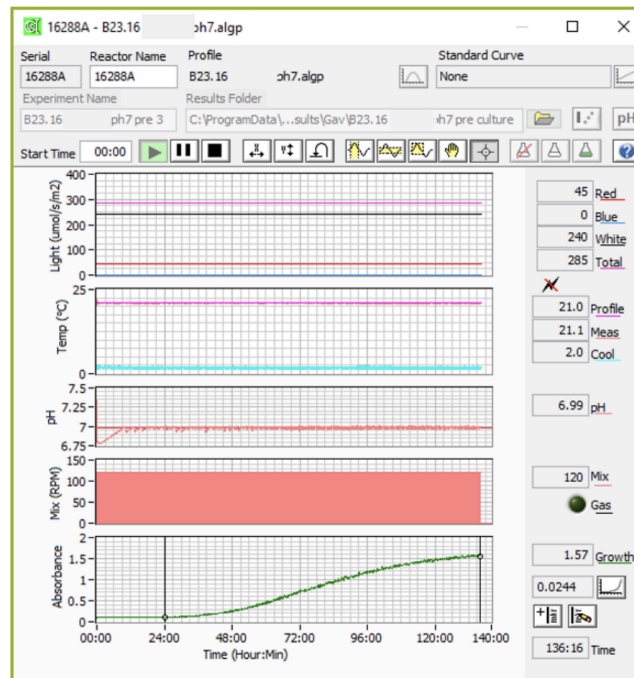 16288A - B23.16 ph7.algp
Serial Reactor Name Profile Standard Curve
16288A 16288A B23.16 ph7.algp None
Experiment Name Results Folder
B23.16 ph7 pre 3 C:\ProgramData\...sults\Gav\B23.16 ph7 pre culture pH
Start Time 00:00
400
300
200
100
0
Light (umol/s/m2)
45 Red
0 Blue
240 White
285 Total
25
0
Temp (ºC)
21.0 Profile
21.1 Meas
2.0 Cool
7.5
7.25
7
6.75
pH
6.99 pH
150
100
50
0
Mix (RPM)
120 Mix
Gas
2
1.5
1
0.5
0
Absorbance
1.57 Growth
0.0244
00:00 24:00 48:00 72:00 96:00 120:00 140:00
Time (Hour:Min)
136:16 Time